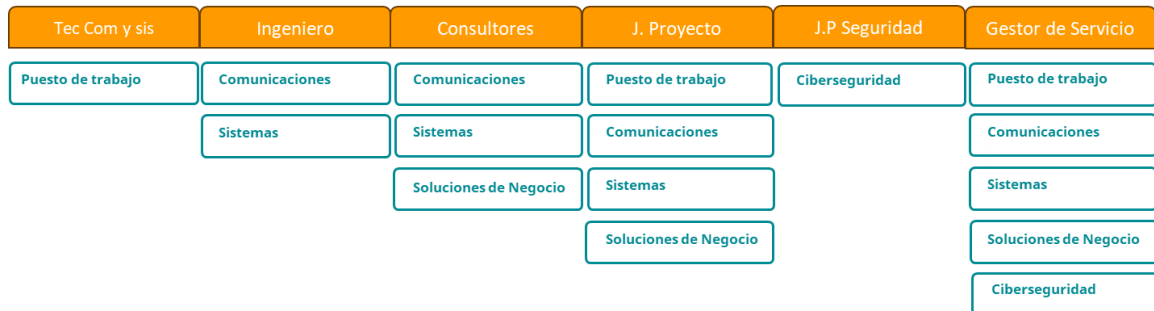 Tec Com y sis
Ingeniero
Consultores
J. Proyecto
J.P Seguridad
Gestor de Servicio
Puesto de trabajo
Comunicaciones
Comunicaciones
Puesto de trabajo
Ciberseguridad
Puesto de trabajo
Sistemas
Sistemas
Comunicaciones
Comunicaciones
Soluciones de Negocio
Sistemas
Sistemas
Soluciones de Negocio
Soluciones de Negocio
Ciberseguridad